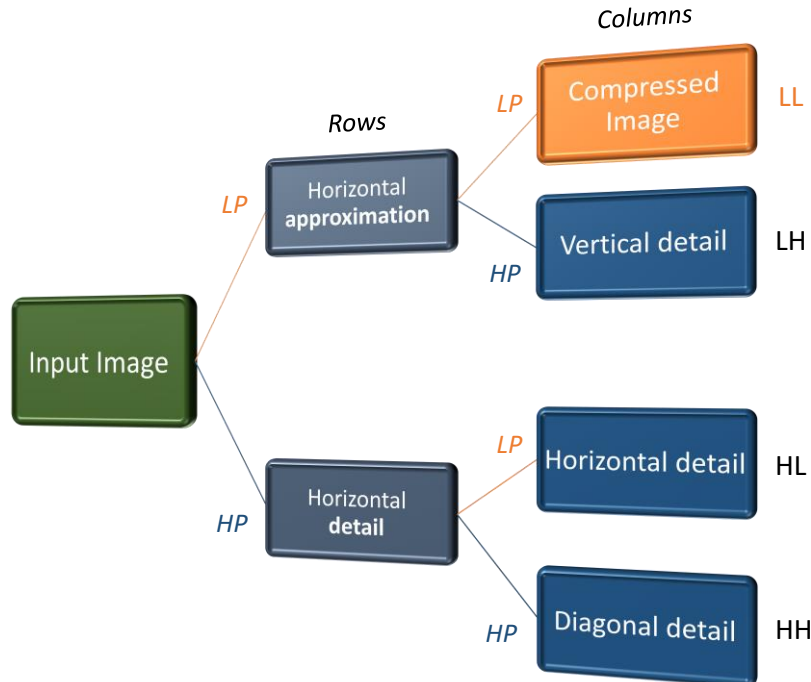 Columns
Rows
LP
Compressed
Image
LL
LP
Horizontal
approximation
HP
Vertical detail
LH
Input Image
HP
Horizontal
detail
LP
Horizontal detail
HL
HP
Diagonal detail
HH